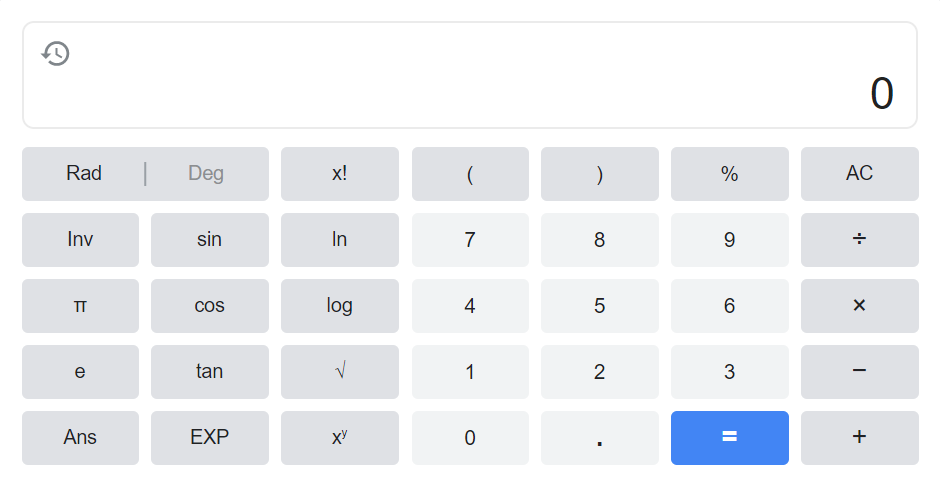 0
Rad | Deg x! ( ) % AC
Inv sin ln 7 8 9 ÷
π cos log 4 5 6 ×
e tan √ 1 2 3 −
Ans EXP xʸ 0 . = +